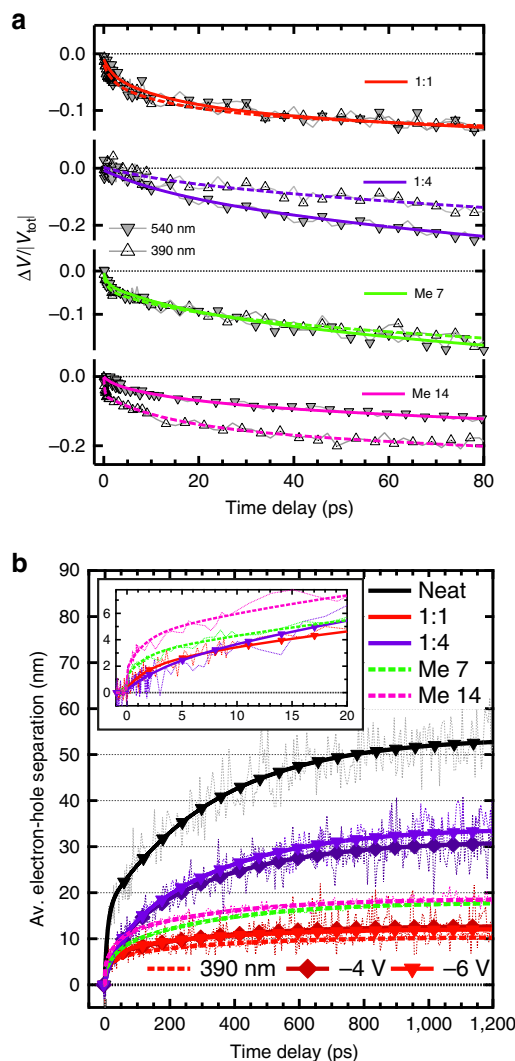 a
0.0
1:1
−0.1
0.0
1:4
−0.2
540 nm
390 nm
ΔV/|Vtot|
0.0
Me 7
−0.1
0.0
Me 14
−0.2
0 20 40 60 80
Time delay (ps)
b
90
80
70
60
50
40
30
20
10
0
Av. electron-hole separation (nm)
6
4
2
0
0 5 10 15 20
Neat
1:1
1:4
Me 7
Me 14
390 nm −4 V −6 V
0 200 400 600 800 1,000 1,200
Time delay (ps)